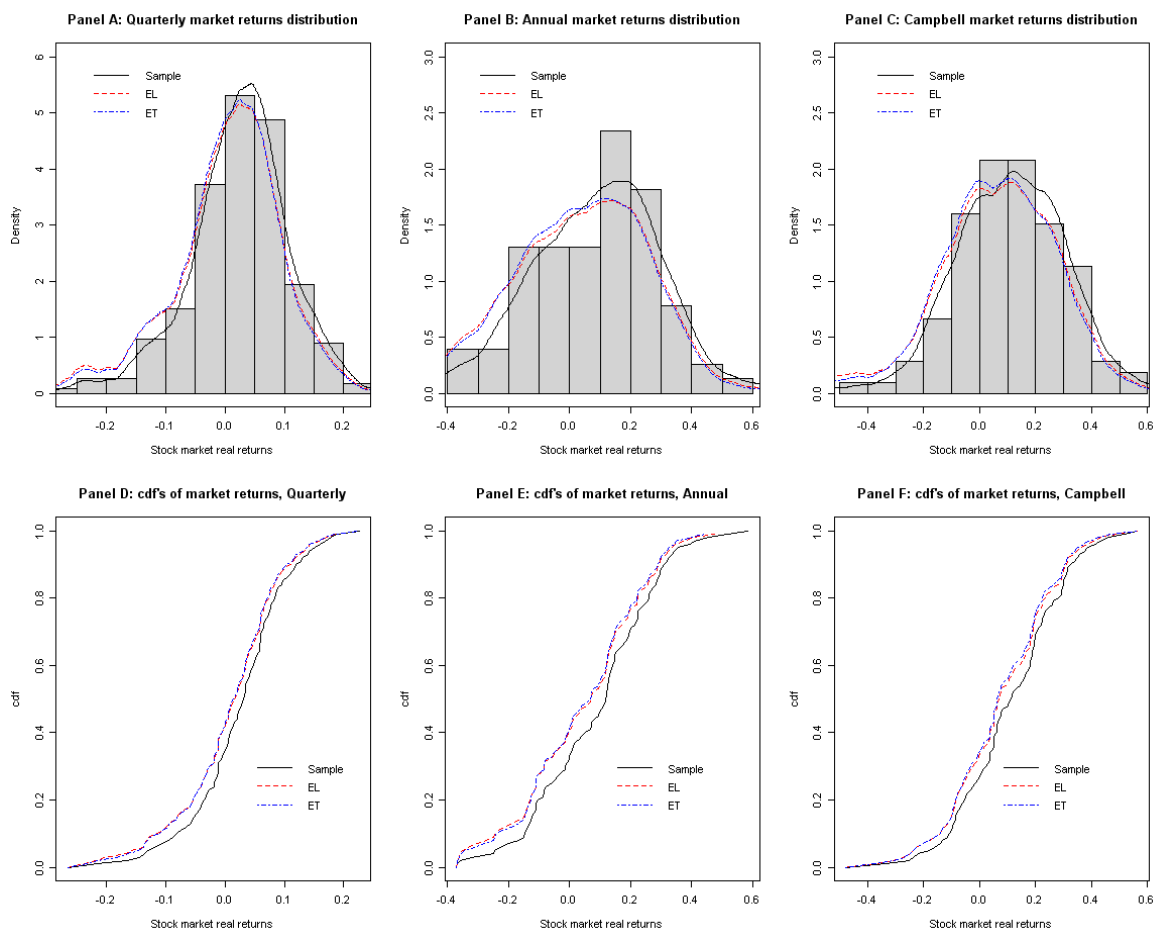 Panel A: Quarterly market returns distribution
Density
6
5
4
3
2
1
0
Sample
EL
ET
-0.2 -0.1 0.0 0.1 0.2
Stock market real returns
Panel B: Annual market returns distribution
Density
3.0
2.5
2.0
1.5
1.0
0.5
0.0
Sample
EL
ET
-0.4 -0.2 0.0 0.2 0.4 0.6
Stock market real returns
Panel C: Campbell market returns distribution
Density
3.0
2.5
2.0
1.5
1.0
0.5
0.0
Sample
EL
ET
-0.4 -0.2 0.0 0.2 0.4 0.6
Stock market real returns
Panel D: cdf's of market returns, Quarterly
cdf
1.0
0.8
0.6
0.4
0.2
0.0
Sample
EL
ET
-0.2 -0.1 0.0 0.1 0.2
Stock market real returns
Panel E: cdf's of market returns, Annual
cdf
1.0
0.8
0.6
0.4
0.2
0.0
Sample
EL
ET
-0.4 -0.2 0.0 0.2 0.4 0.6
Stock market real returns
Panel F: cdf's of market returns, Campbell
cdf
1.0
0.8
0.6
0.4
0.2
0.0
Sample
EL
ET
-0.4 -0.2 0.0 0.2 0.4 0.6
Stock market real returns